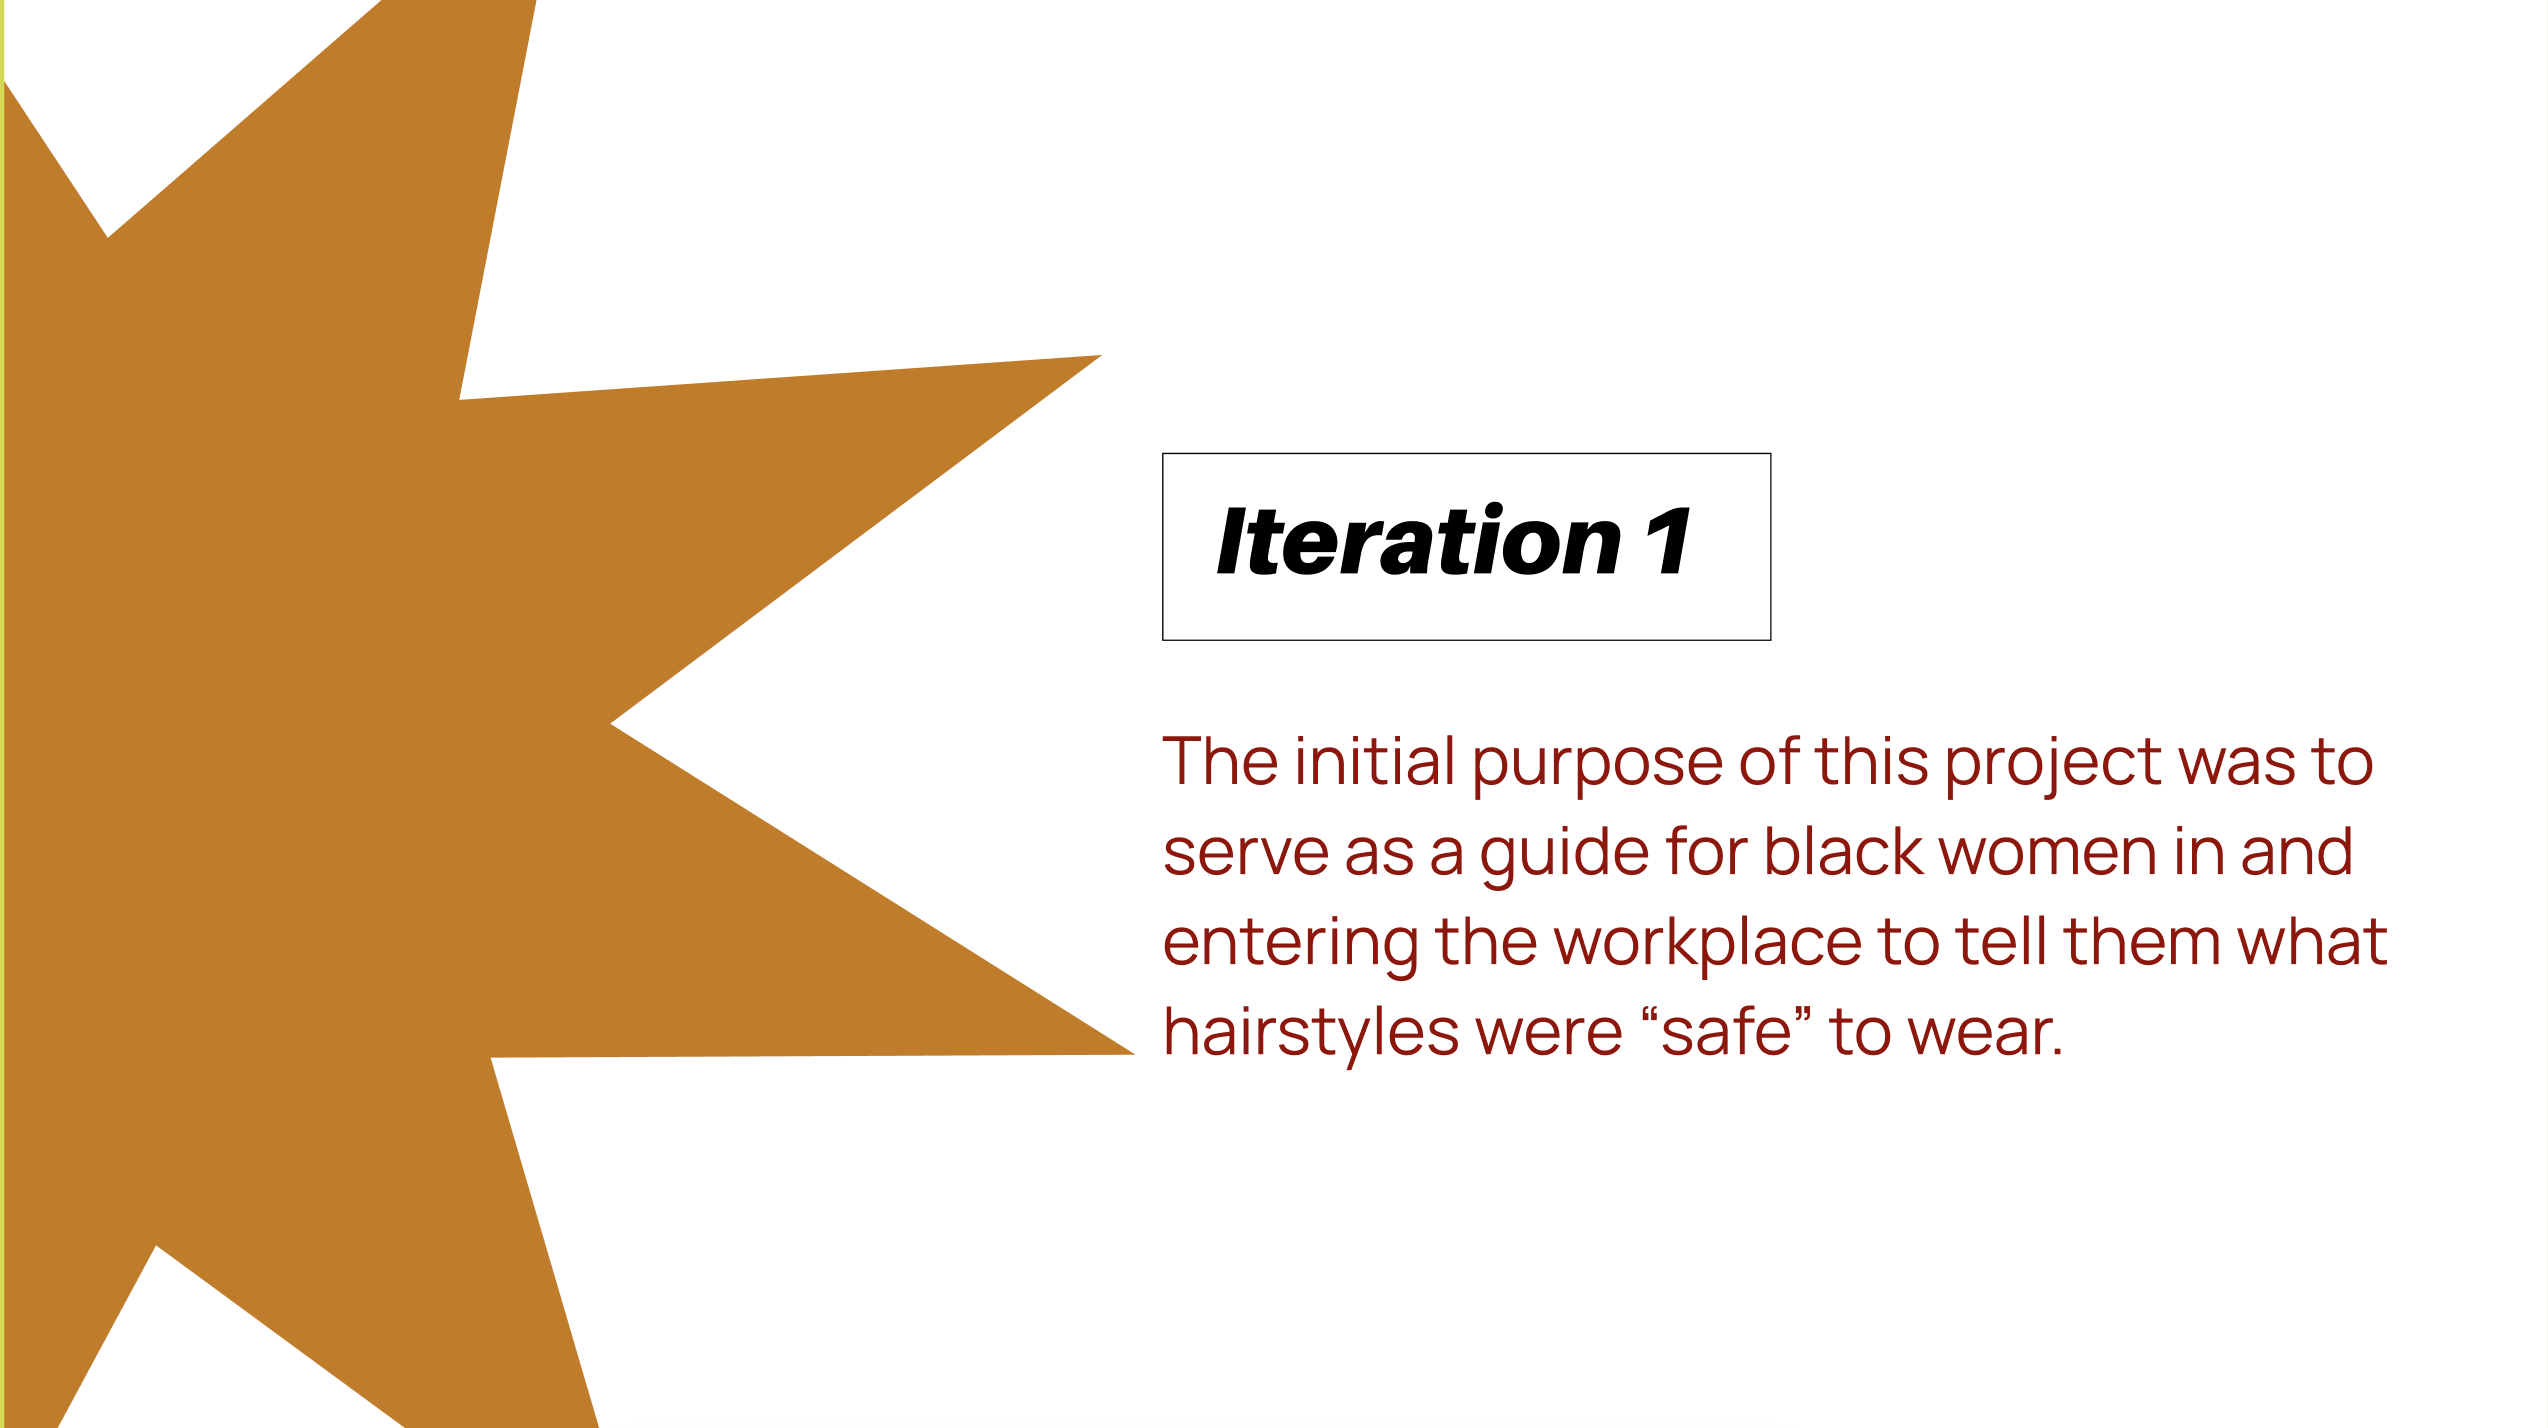 Iteration 1
The initial purpose of this project was to
serve as a guide for black women in and
entering the workplace to tell them what
hairstyles were “safe” to wear.